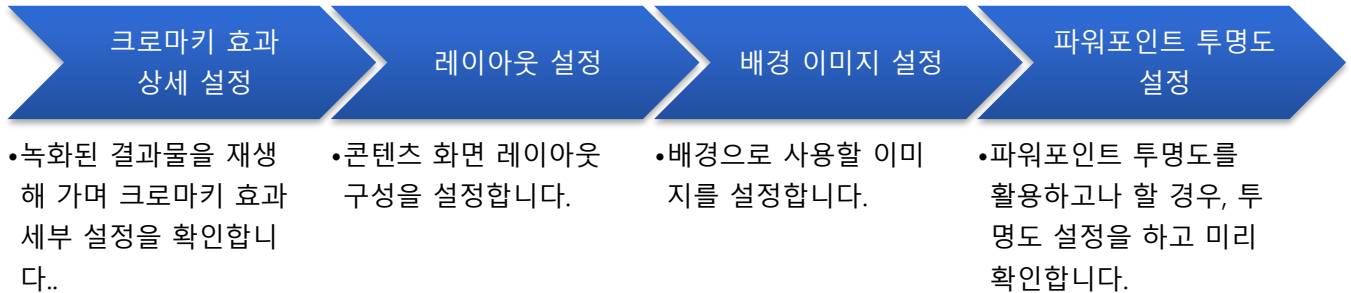 크로마키 효과
상세 설정
레이아웃 설정
배경 이미지 설정
파워포인트 투명도
설정
•녹화된 결과물을 재생
해 가며 크로마키 효과
세부 설정을 확인합니
다..
•콘텐츠 화면 레이아웃
구성을 설정합니다.
•배경으로 사용할 이미
지를 설정합니다.
•파워포인트 투명도를
활용하고나 할 경우, 투
명도 설정을 하고 미리
확인합니다.